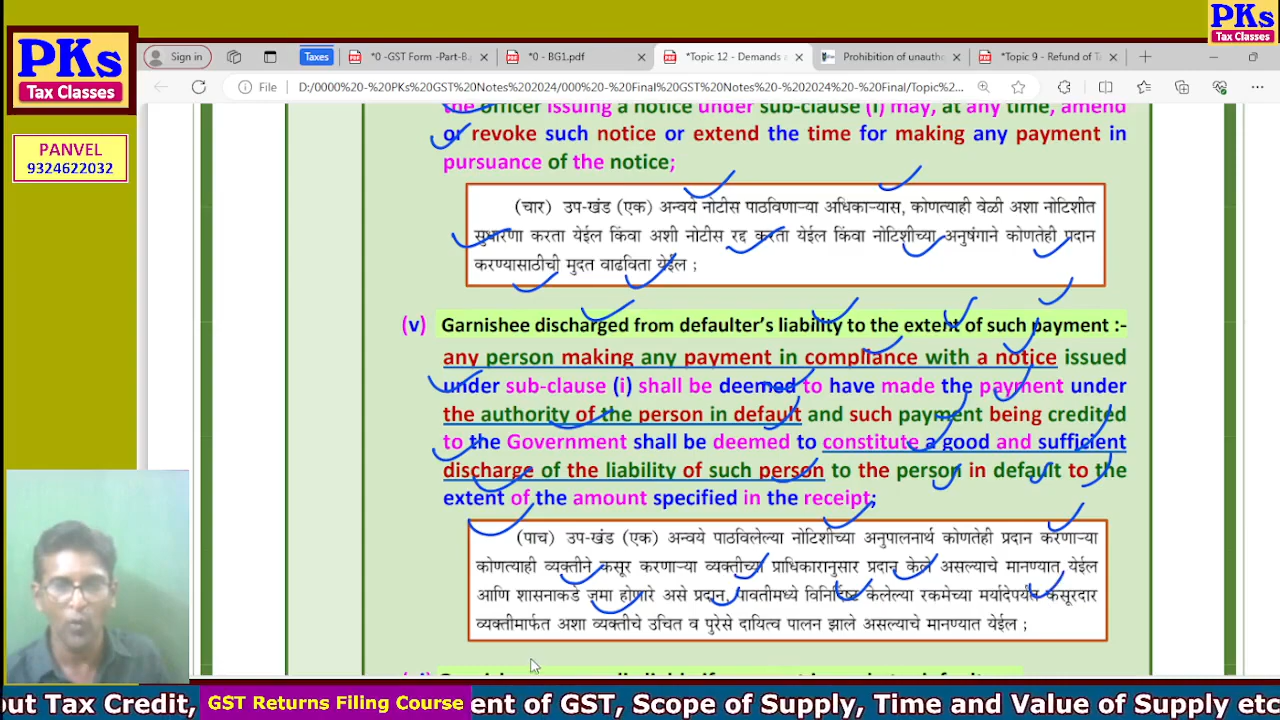 PKs
Tax Classes
PANVEL
9324622032
PKs
Tax Classes
Sign in
Taxes
*0 -GST Form -Part-B.
*0 - BG1.pdf
*Topic 12 - Demands
Prohibition of unauth
*Topic 9 - Refund of T
File
D:/0000%20-%20PKs%20GST%20Notes%202024/000%20-%20Final%20GST%20Notes%202024%20-%20Final/Topic%2...
the officer issuing a notice under sub-clause (i) may, at any time, amend
or revoke such notice or extend the time for making any payment in
pursuance of the notice;
(चार) उप-खंड (एक) अन्वये नोटीस पाठविणाऱ्या अधिकाऱ्यास, कोणत्याही वेळी अशा नोटिशीत
सुधारणा करता येईल किंवा अशी नोटीस रद्द करता येईल किंवा नोटिशीच्या अनुषंगाने कोणतेही प्रदान
करण्यासाठीची मुदत वाढविता येईल ;
(v) Garnishee discharged from defaulter's liability to the extent of such payment :-
any person making any payment in compliance with a notice issued
under sub-clause (i) shall be deemed to have made the payment under
the authority of the person in default and such payment being credited
to the Government shall be deemed to constitute a good and sufficient
discharge of the liability of such person to the person in default to the
extent of the amount specified in the receipt;
(पाच) उप-खंड (एक) अन्वये पाठविलेल्या नोटिशीच्या अनुपालनार्थ कोणतेही प्रदान करणाऱ्या
कोणत्याही व्यक्तीने कसूर करणाऱ्या व्यक्तीच्या प्राधिकारानुसार प्रदान केले असल्याचे मानण्यात येईल
आणि शासनाकडे जमा होणारे असे प्रदान, पावतीमध्ये विनिर्दिष्ट केलेल्या रकमेच्या मर्यादेपर्यंत कसूरदार
व्यक्तीमार्फत अशा व्यक्तीचे उचित व पुरेसे दायित्व पालन झाले असल्याचे मानण्यात येईल ;
out Tax Credit, GST Returns Filing Course ent of GST, Scope of Supply, Time and Value of Supply etc